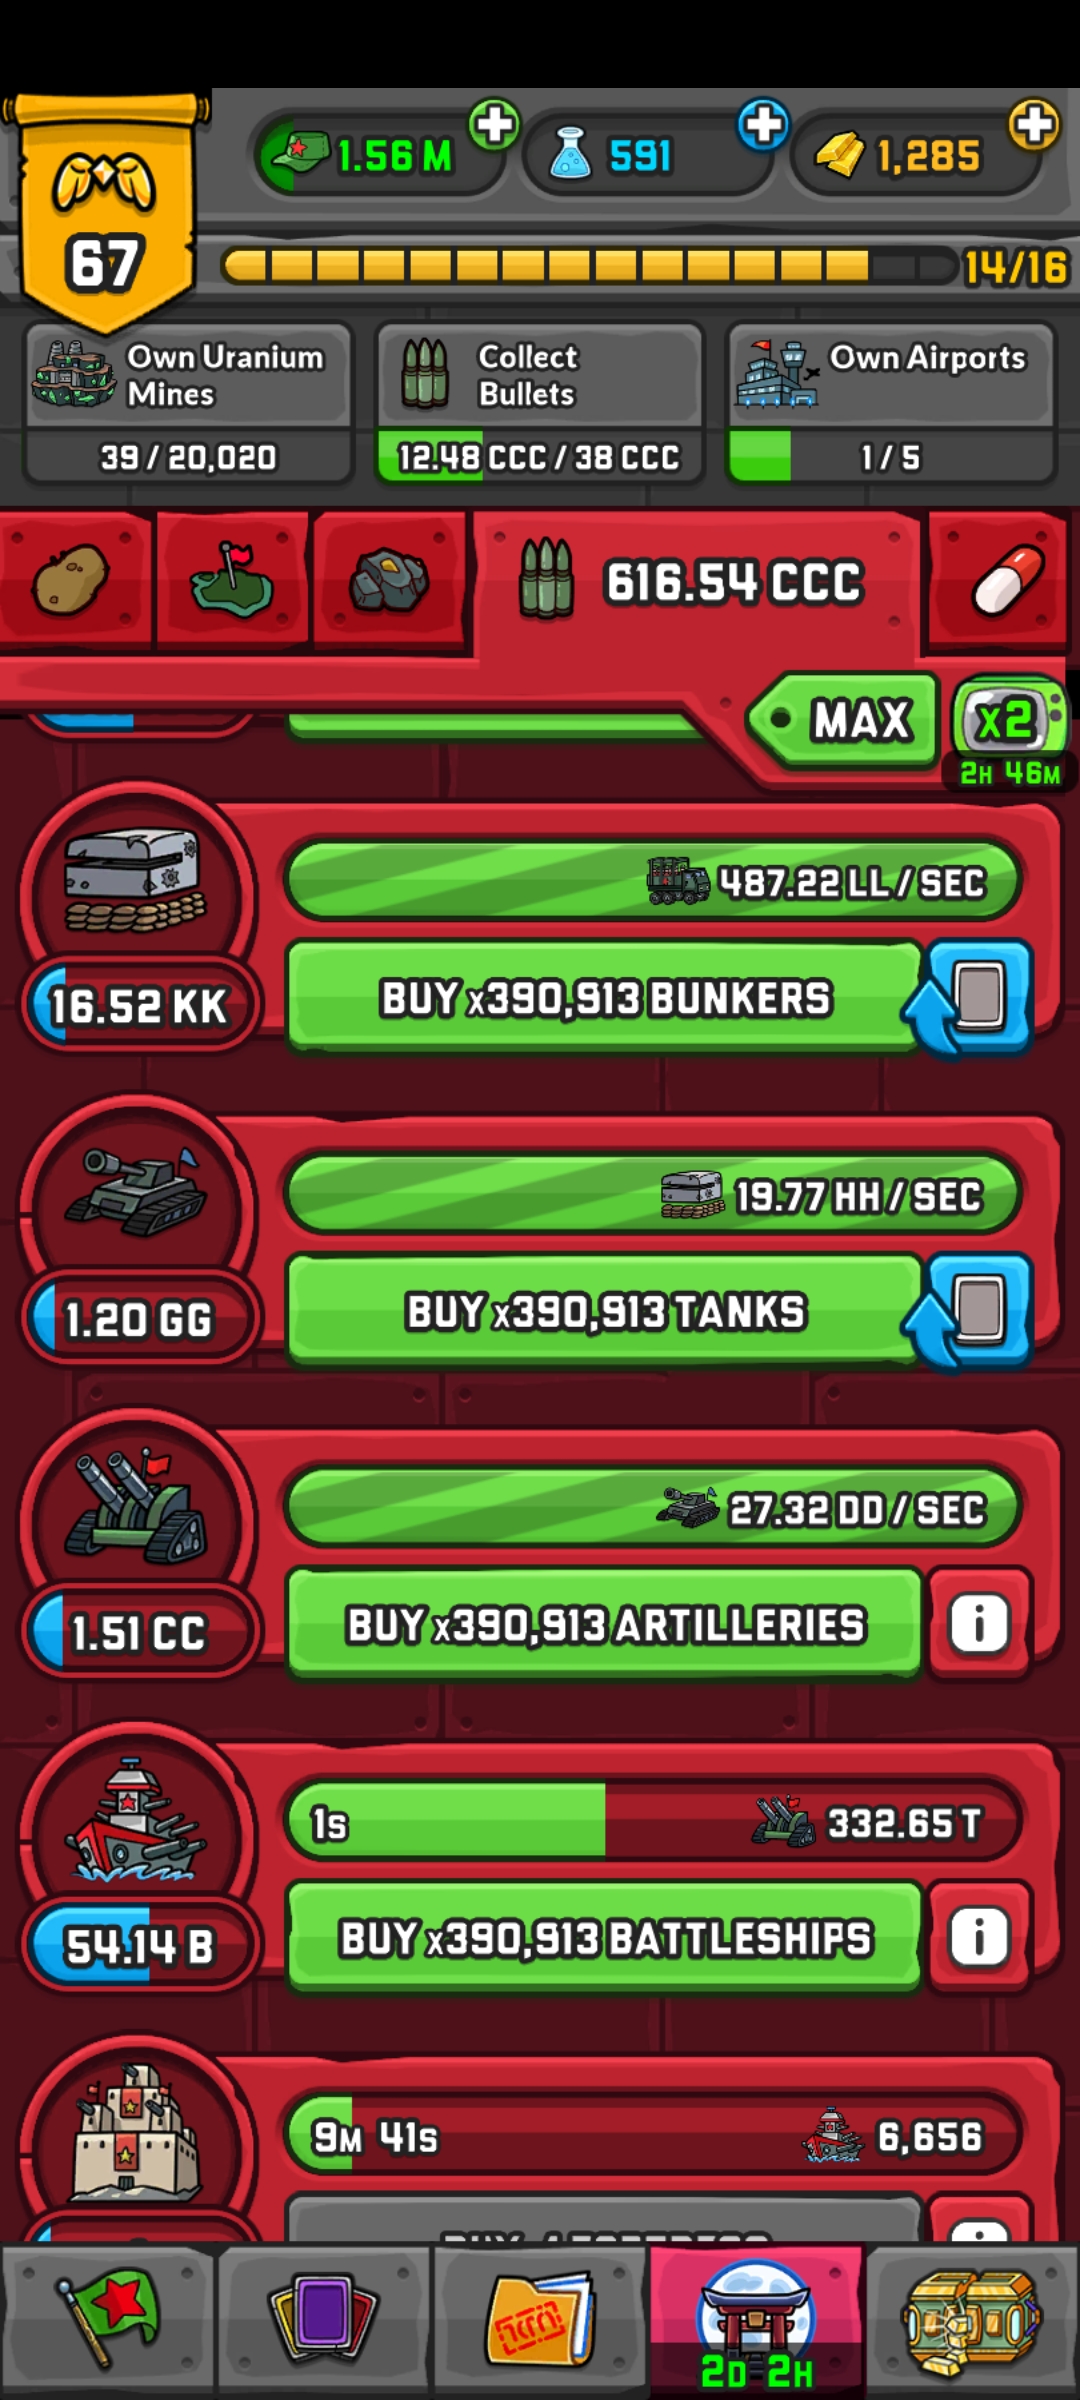 1.56 M
591
1,285
67
14/16
Own Uranium
Mines
Collect
Bullets
Own Airports
39 / 20,020
12.48 CCC / 38 CCC
1 / 5
616.54 CCC
MAX
x2
2H 46M
487.22 LL / SEC
16.52 KK
BUY x390,913 BUNKERS
19.77 HH / SEC
1.20 GG
BUY x390,913 TANKS
27.32 DD / SEC
1.51 CC
BUY x390,913 ARTILLERIES
i
1s
332.65 T
54.14 B
BUY x390,913 BATTLESHIPS
i
9M 41s
6,656
2D 2H